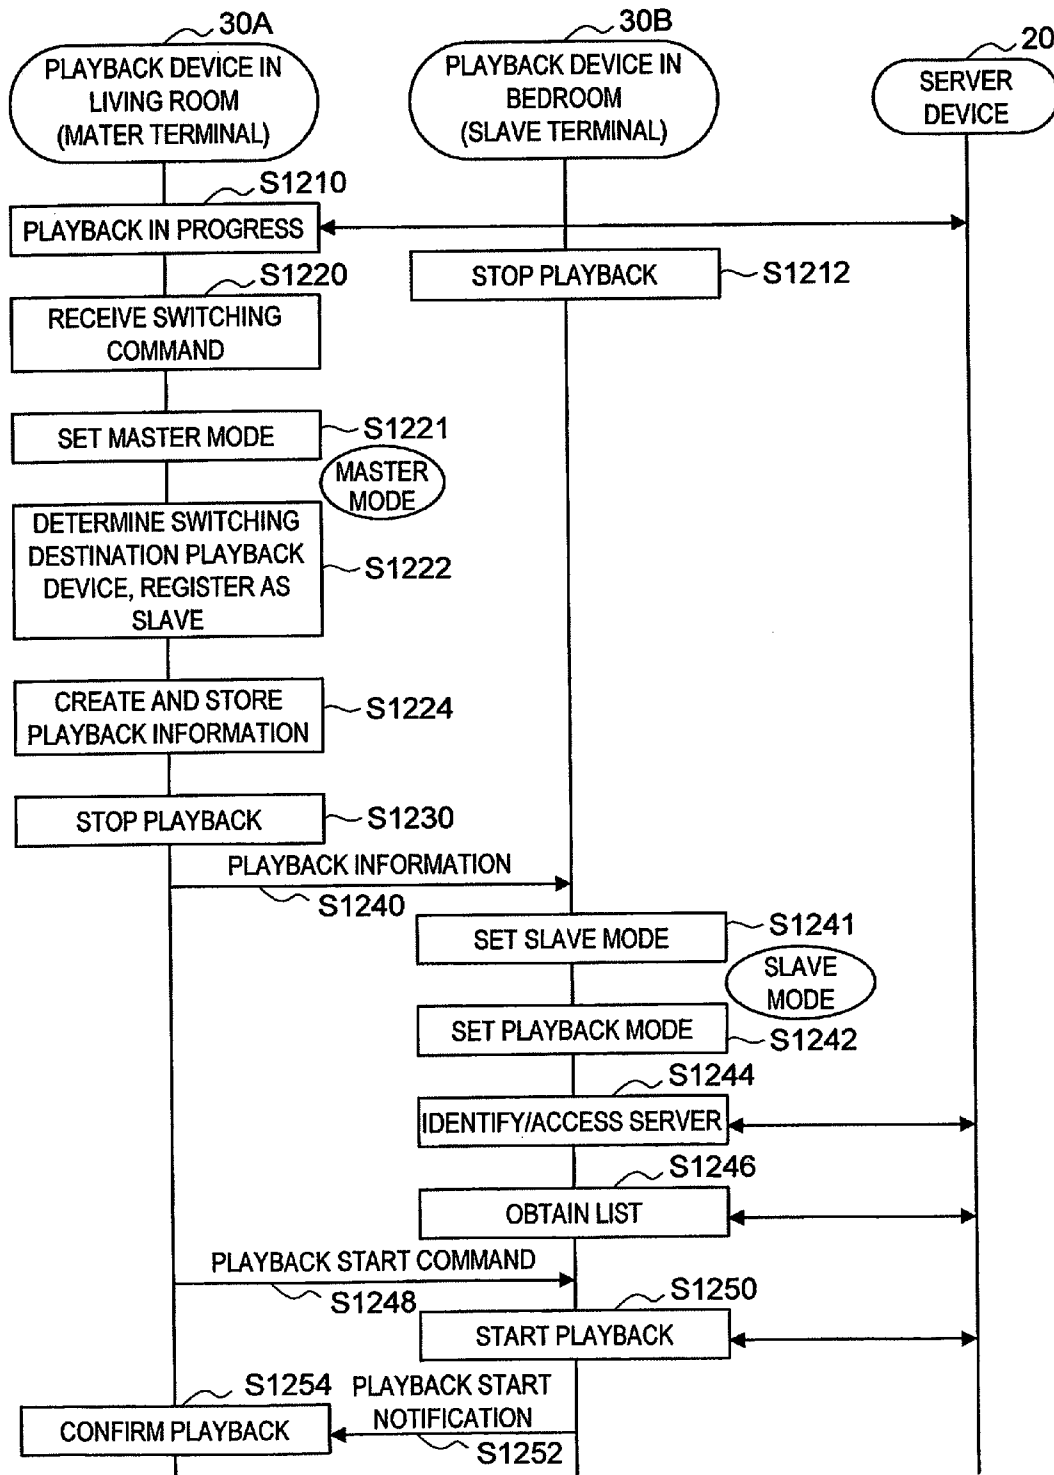 30A
30B
20
PLAYBACK DEVICE IN
LIVING ROOM
(MATER TERMINAL)
PLAYBACK DEVICE IN
BEDROOM
(SLAVE TERMINAL)
SERVER
DEVICE
S1210
PLAYBACK IN PROGRESS
STOP PLAYBACK
S1212
S1220
RECEIVE SWITCHING
COMMAND
SET MASTER MODE
S1221
MASTER
MODE
DETERMINE SWITCHING
DESTINATION PLAYBACK
DEVICE, REGISTER AS
SLAVE
S1222
CREATE AND STORE
PLAYBACK INFORMATION
S1224
STOP PLAYBACK
S1230
PLAYBACK INFORMATION
S1240
SET SLAVE MODE
S1241
SLAVE
MODE
SET PLAYBACK MODE
S1242
S1244
IDENTIFY/ACCESS SERVER
S1246
OBTAIN LIST
PLAYBACK START COMMAND
S1248
S1250
START PLAYBACK
S1254
CONFIRM PLAYBACK
PLAYBACK START
NOTIFICATION
S1252